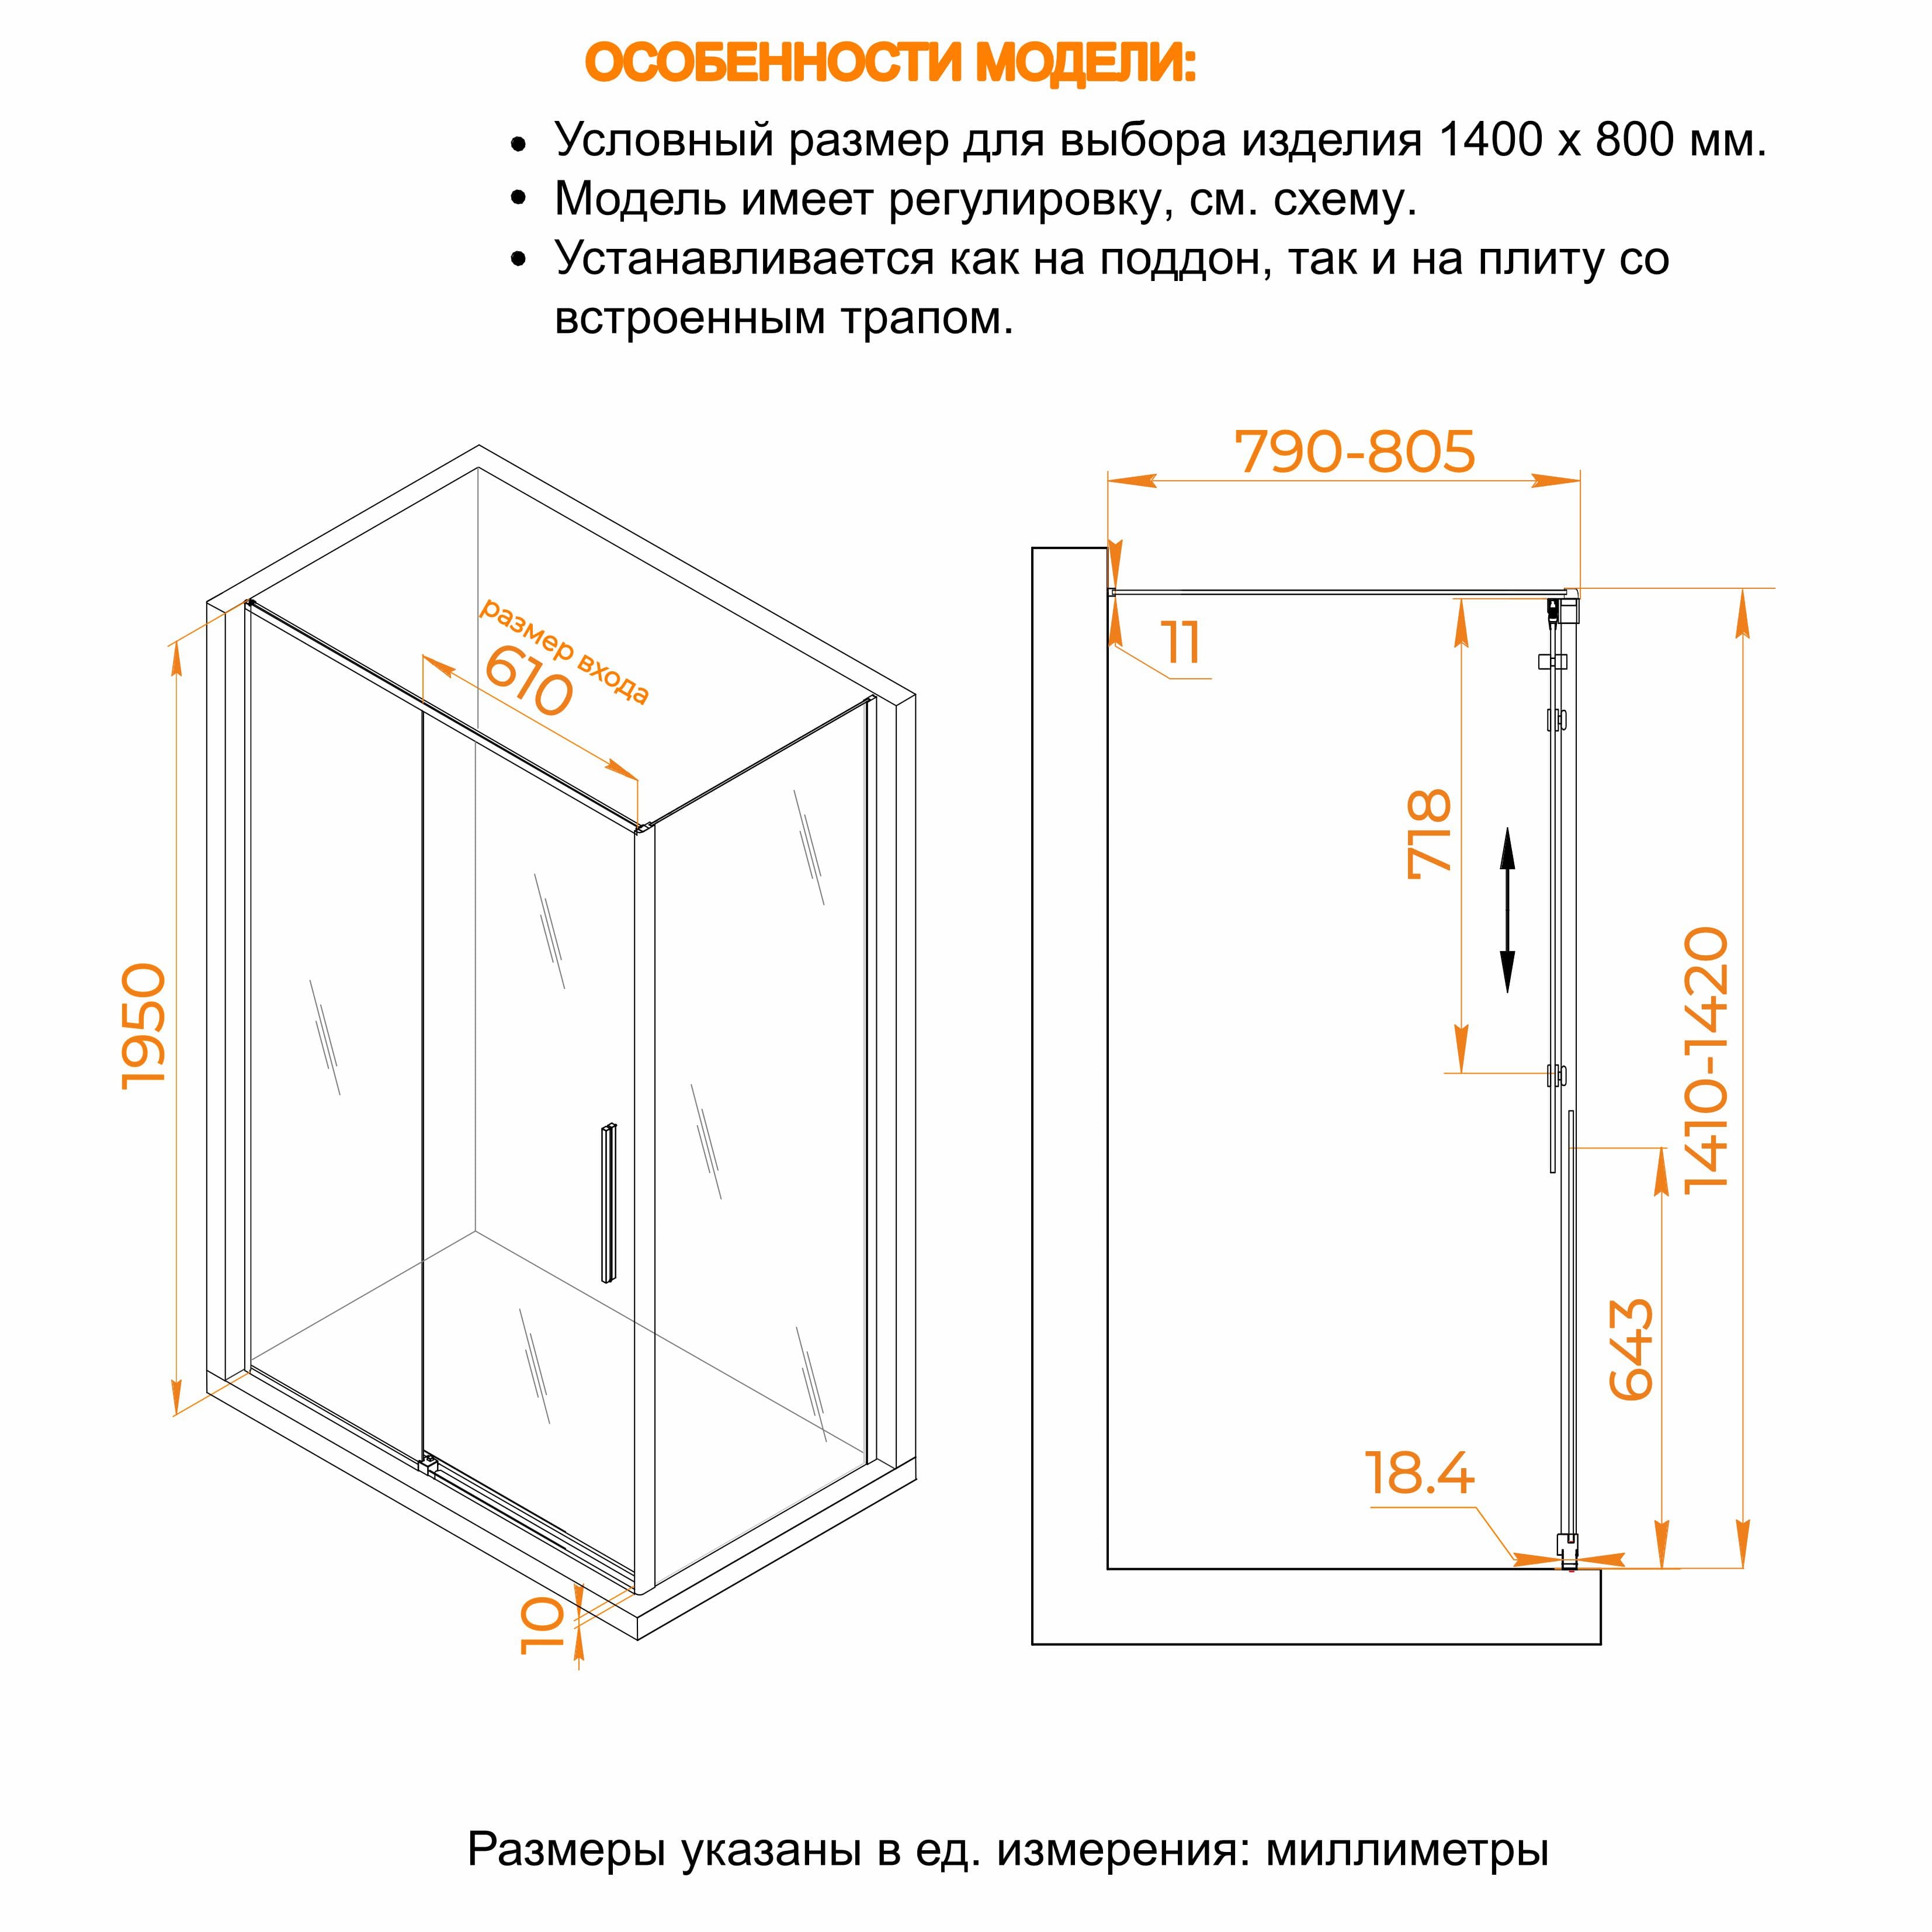 ОСОБЕННОСТИ МОДЕЛИ:
• Условный размер для выбора изделия 1400 х 800 мм.
• Модель имеет регулировку, см. схему.
• Устанавливается как на поддон, так и на плиту со
встроенным трапом.
790-805
размер входа
610
11
718
1950
1410-1420
643
18.4
10
Размеры указаны в ед. измерения: миллиметры